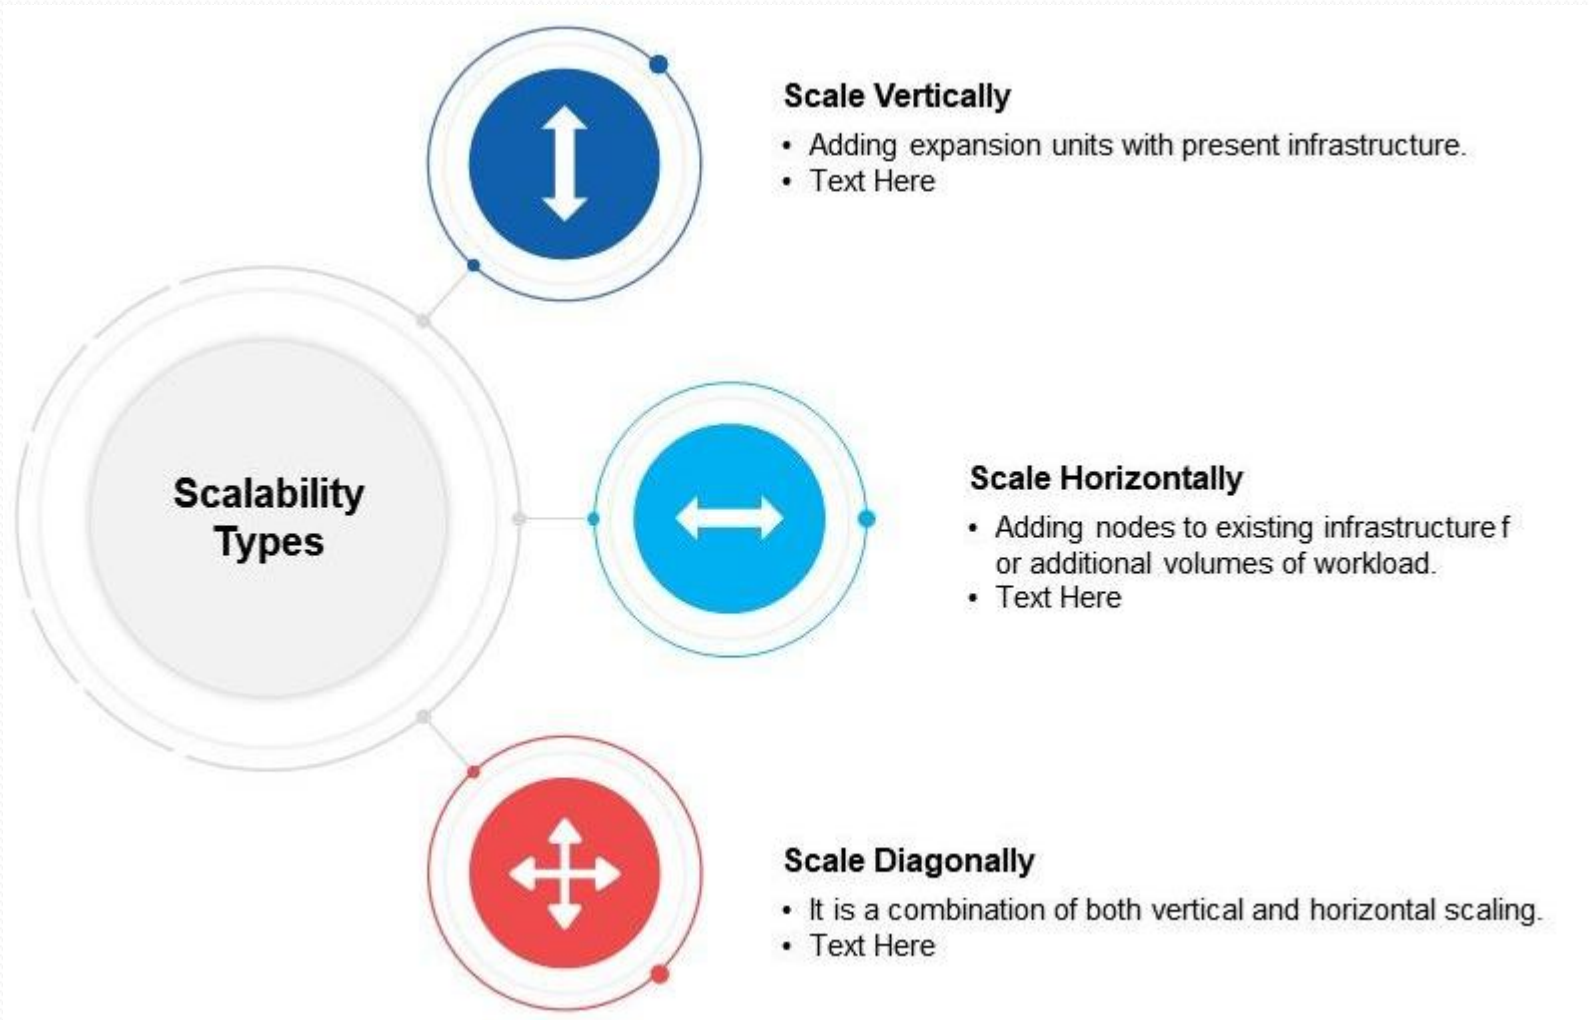 Scale Vertically
• Adding expansion units with present infrastructure.
• Text Here
Scalability
Types
Scale Horizontally
• Adding nodes to existing infrastructure f
or additional volumes of workload.
• Text Here
Scale Diagonally
• It is a combination of both vertical and horizontal scaling.
• Text Here